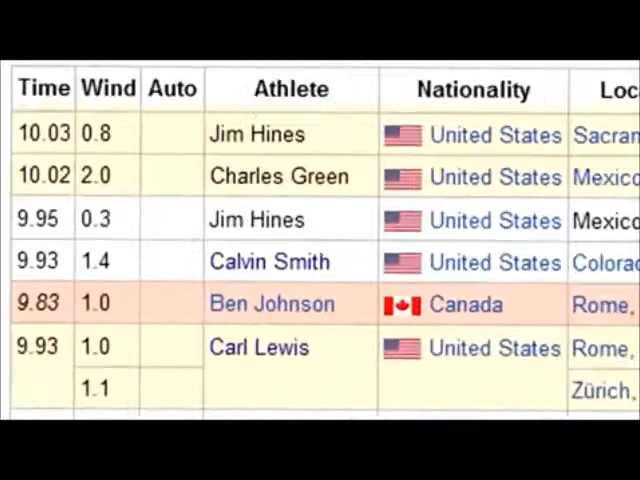 Time Wind Auto Athlete Nationality Loc
10.03 0.8 Jim Hines United States Sacran
10.02 2.0 Charles Green United States Mexico
9.95 0.3 Jim Hines United States Mexico
9.93 1.4 Calvin Smith United States Colorad
9.83 1.0 Ben Johnson Canada Rome,
9.93 1.0 Carl Lewis United States Rome,
1.1 Zürich,